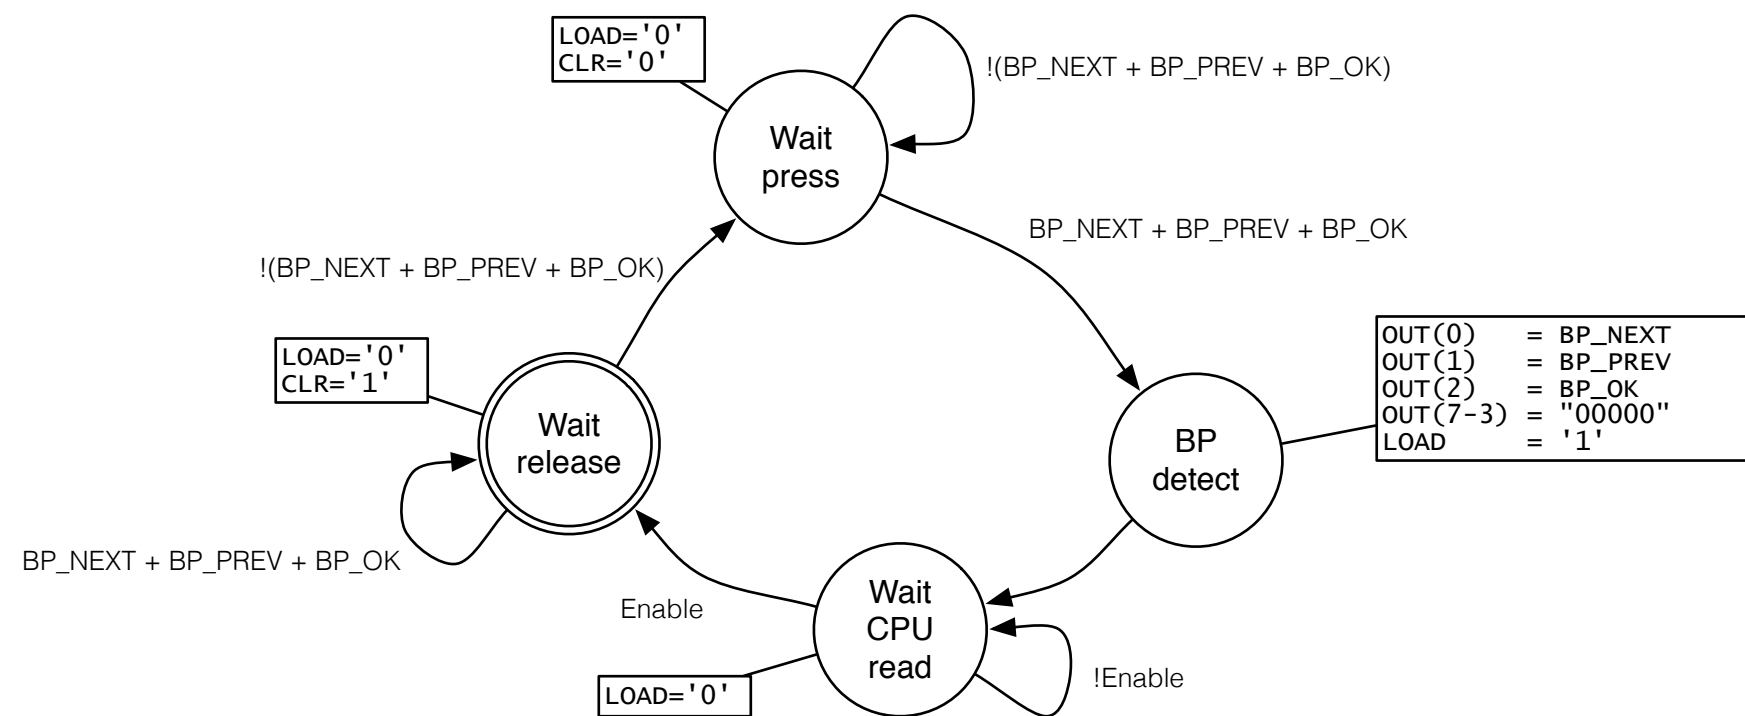 LOAD='0'
CLR='0'
!(BP_NEXT + BP_PREV + BP_OK)
Wait
press
BP_NEXT + BP_PREV + BP_OK
!(BP_NEXT + BP_PREV + BP_OK)
LOAD='0'
CLR='1'
OUT(0) = BP_NEXT
OUT(1) = BP_PREV
OUT(2) = BP_OK
OUT(7-3) = "00000"
LOAD = '1'
Wait
release
BP
detect
BP_NEXT + BP_PREV + BP_OK
Enable
Wait
CPU
read
!Enable
LOAD='0'